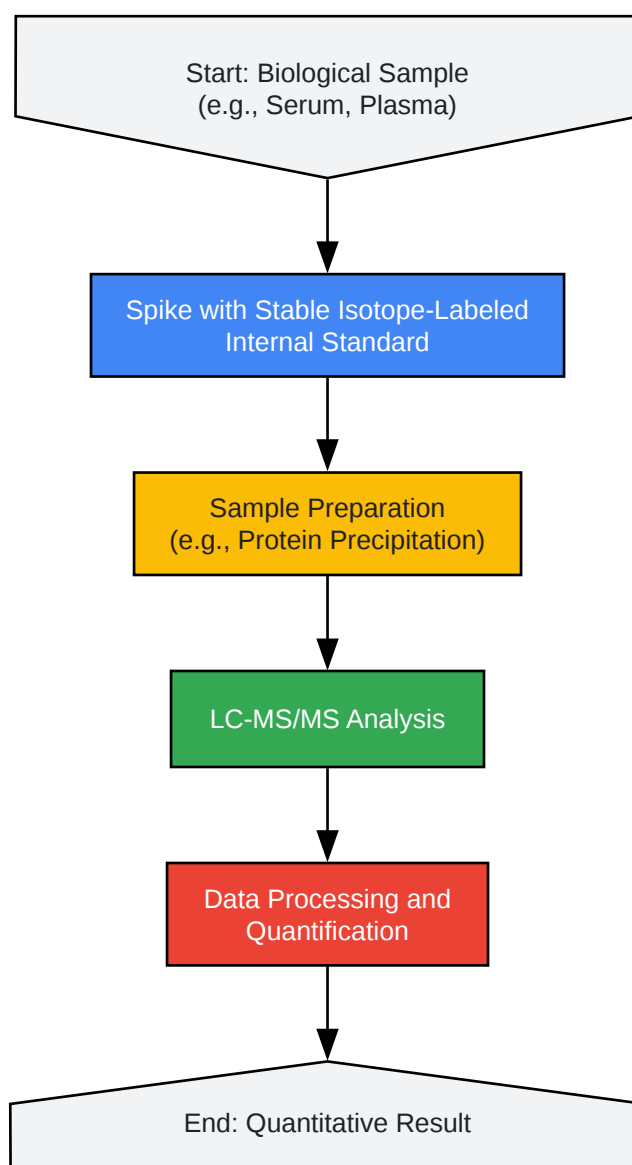 Start: Biological Sample
(e.g., Serum, Plasma)
Spike with Stable Isotope-Labeled
Internal Standard
Sample Preparation
(e.g., Protein Precipitation)
LC-MS/MS Analysis
Data Processing and
Quantification
End: Quantitative Result